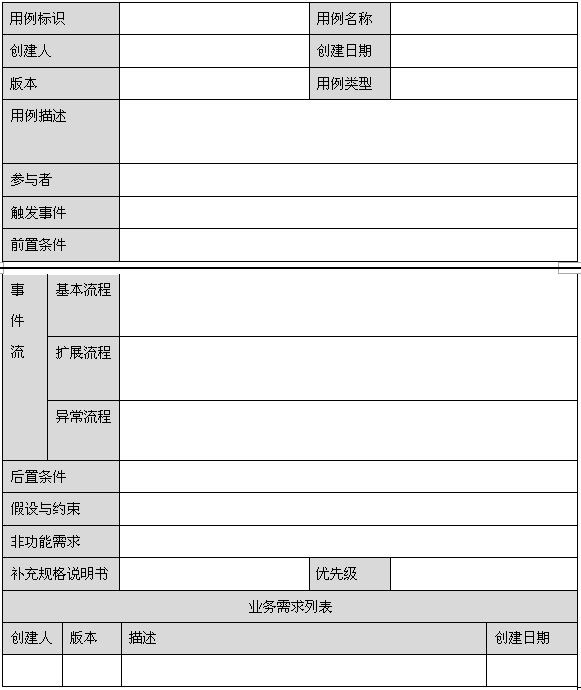 用例标识 用例名称
创建人 创建日期
版本 用例类型
用例描述
参与者
触发事件
前置条件
事件流
基本流程
扩展流程
异常流程
后置条件
假设与约束
非功能需求
补充规格说明书 优先级
业务需求列表
创建人 版本 描述 创建日期